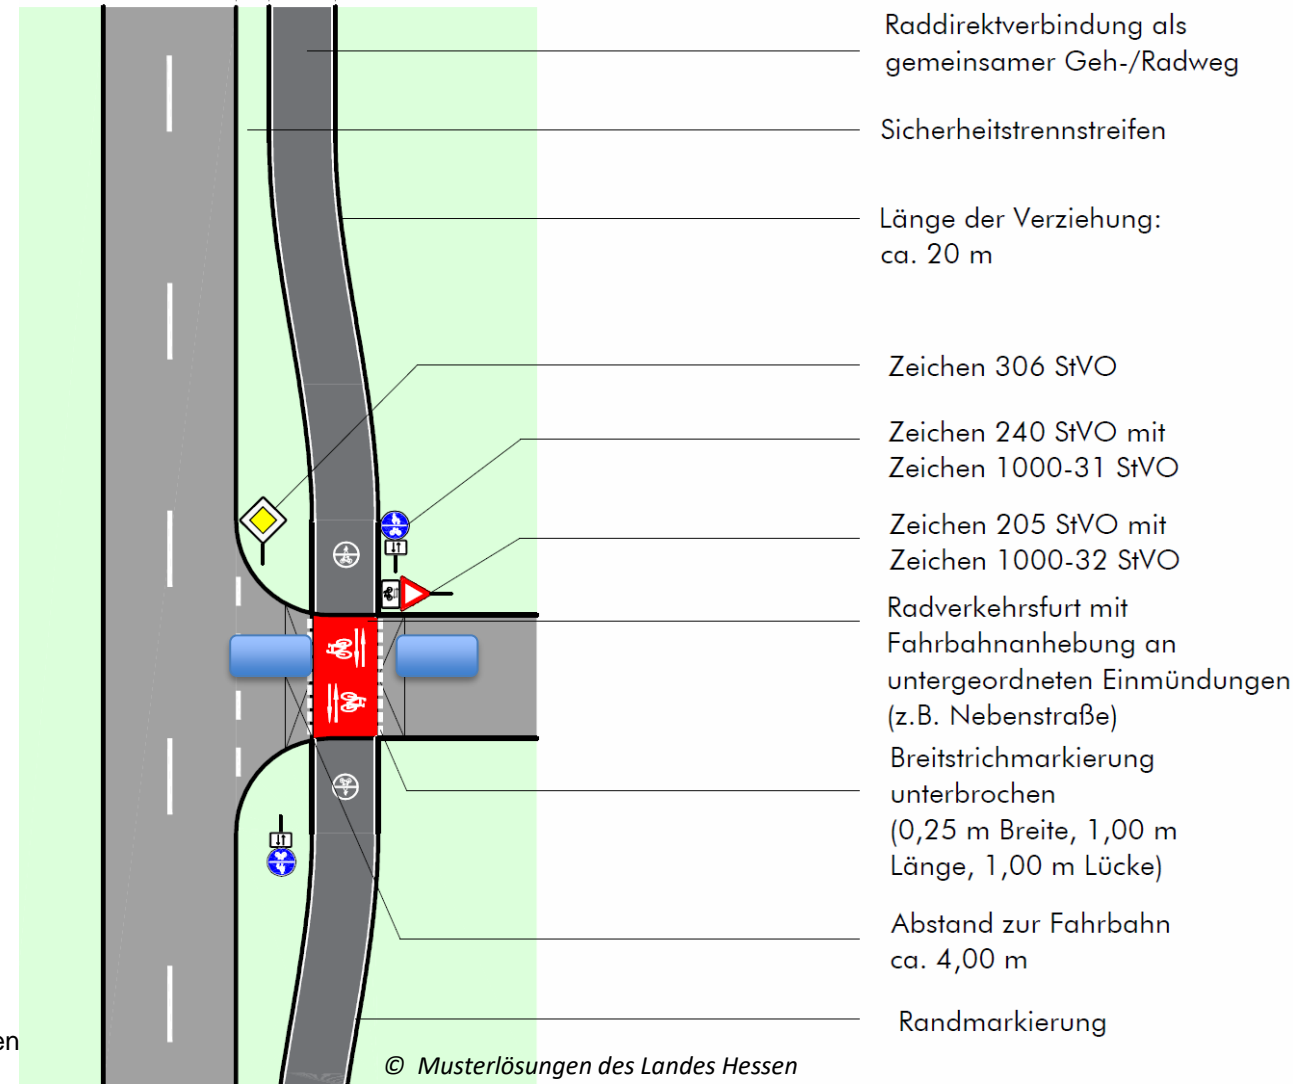 Raddirektverbindung als
gemeinsamer Geh-/Radweg
Sicherheitstrennstreifen
Länge der Verziehung:
ca. 20 m
Zeichen 306 StVO
Zeichen 240 StVO mit
Zeichen 1000-31 StVO
Zeichen 205 StVO mit
Zeichen 1000-32 StVO
Radverkehrsfurt mit
Fahrbahnanhebung an
untergeordneten Einmündungen
(z.B. Nebenstraße)
Breitstrichmarkierung
unterbrochen
(0,25 m Breite, 1,00 m
Länge, 1,00 m Lücke)
Abstand zur Fahrbahn
ca. 4,00 m
Randmarkierung
en
© Musterlösungen des Landes Hessen